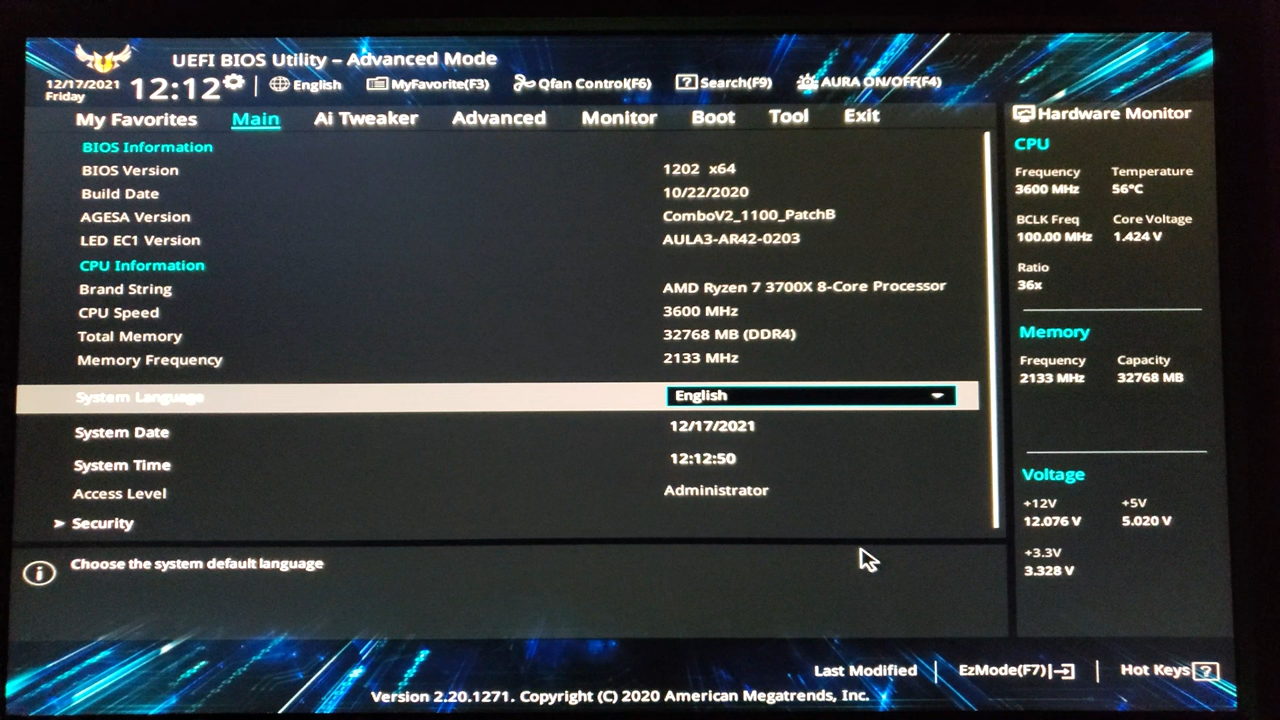 UEFI BIOS Utility – Advanced Mode
12/17/2021
Friday
12:12
English
MyFavorite(F3)
Qfan Control(F6)
Search(F9)
AURA ON/OFF(F4)
My Favorites Main Ai Tweaker Advanced Monitor Boot Tool Exit
BIOS Information
BIOS Version 1202 x64
Build Date 10/22/2020
AGESA Version ComboV2_1100_PatchB
LED EC1 Version AULA3-AR42-0203
CPU Information
Brand String AMD Ryzen 7 3700X 8-Core Processor
CPU Speed 3600 MHz
Total Memory 32768 MB (DDR4)
Memory Frequency 2133 MHz
System Language English
System Date 12/17/2021
System Time 12:12:50
Access Level Administrator
Security
Choose the system default language
Hardware Monitor
CPU
Frequency Temperature
3600 MHz 56°C
BCLK Freq Core Voltage
100.00 MHz 1.424 V
Ratio
36x
Memory
Frequency Capacity
2133 MHz 32768 MB
Voltage
+12V +5V
12.076 V 5.020 V
+3.3V
3.328 V
Last Modified EzMode(F7) Hot Keys ?
Version 2.20.1271. Copyright (C) 2020 American Megatrends, Inc.